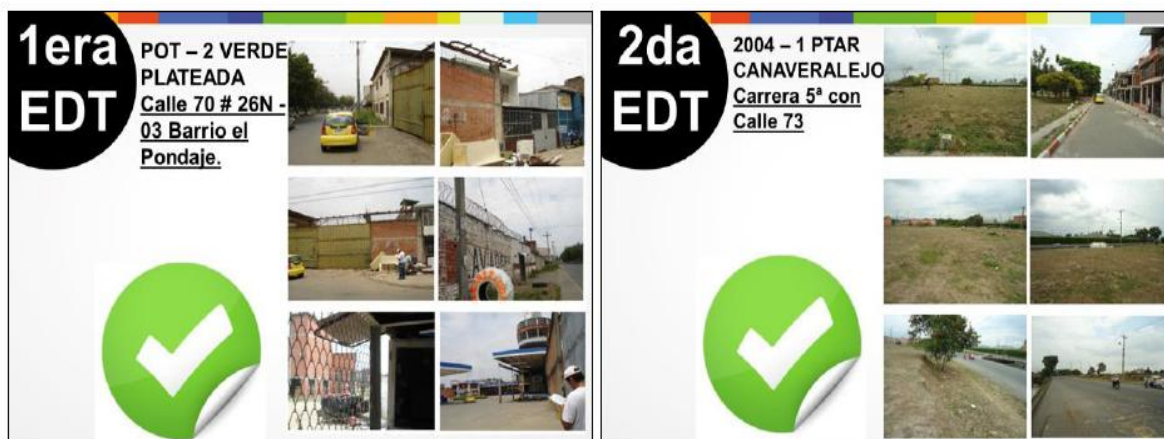 1era
EDT
POT – 2 VERDE
PLATEADA
Calle 70 # 26N -
03 Barrio el
Pondaje.
2da
EDT
2004 – 1 PTAR
CANAVERALEJO
Carrera 5ª con
Calle 73